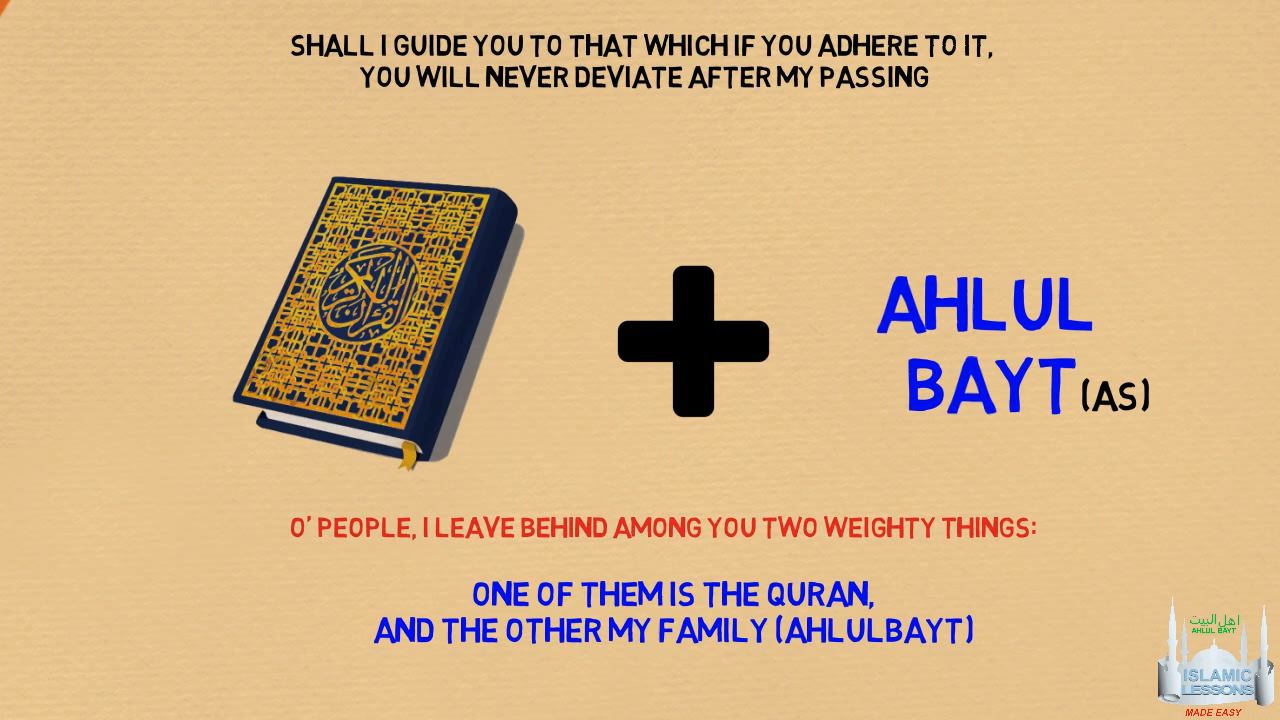 SHALL I GUIDE YOU TO THAT WHICH IF YOU ADHERE TO IT,
YOU WILL NEVER DEVIATE AFTER MY PASSING
القرآن الكريم
AHLUL
BAYT (AS)
O' PEOPLE, I LEAVE BEHIND AMONG YOU TWO WEIGHTY THINGS:
ONE OF THEM IS THE QURAN,
AND THE OTHER MY FAMILY (AHLULBAYT)
اهل البيت
AHLUL BAYT
ISLAMIC
LESSONS
MADE EASY